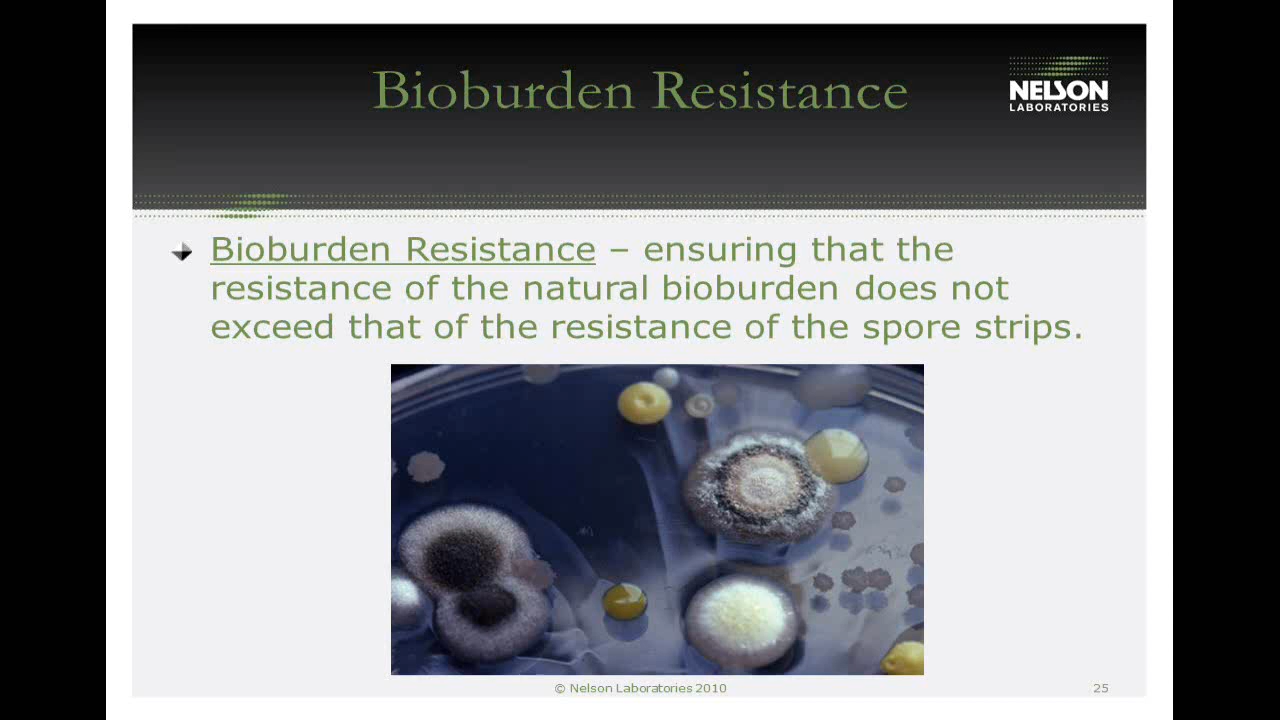 Bioburden Resistance
NELSON
LABORATORIES
Bioburden Resistance – ensuring that the
resistance of the natural bioburden does not
exceed that of the resistance of the spore strips.
© Nelson Laboratories 2010
25